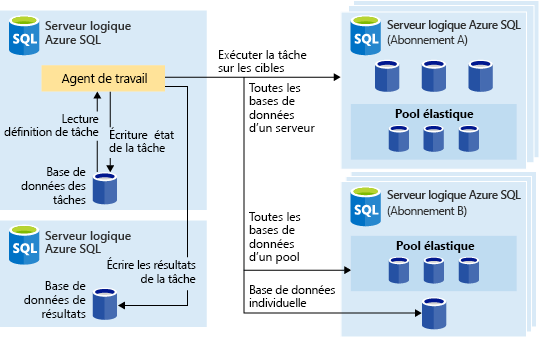 Serveur logique
Azure SQL
SQL
Agent de travail
Lecture
définition de tâche
Écriture état
de la tâche
Base de
données des
tâches
Serveur logique
Azure SQL
SQL
Écrire les résultats
de la tâche
Base de
données de
résultats
Exécuter la tâche
sur les cibles
Toutes les
bases de
données
d'un serveur
Toutes les
bases de
données
d'un pool
Base de données
individuelle
Serveur logique Azure SQL
(Abonnement A)
SQL
Pool élastique
Serveur logique Azure SQL
(Abonnement B)
SQL
Pool élastique